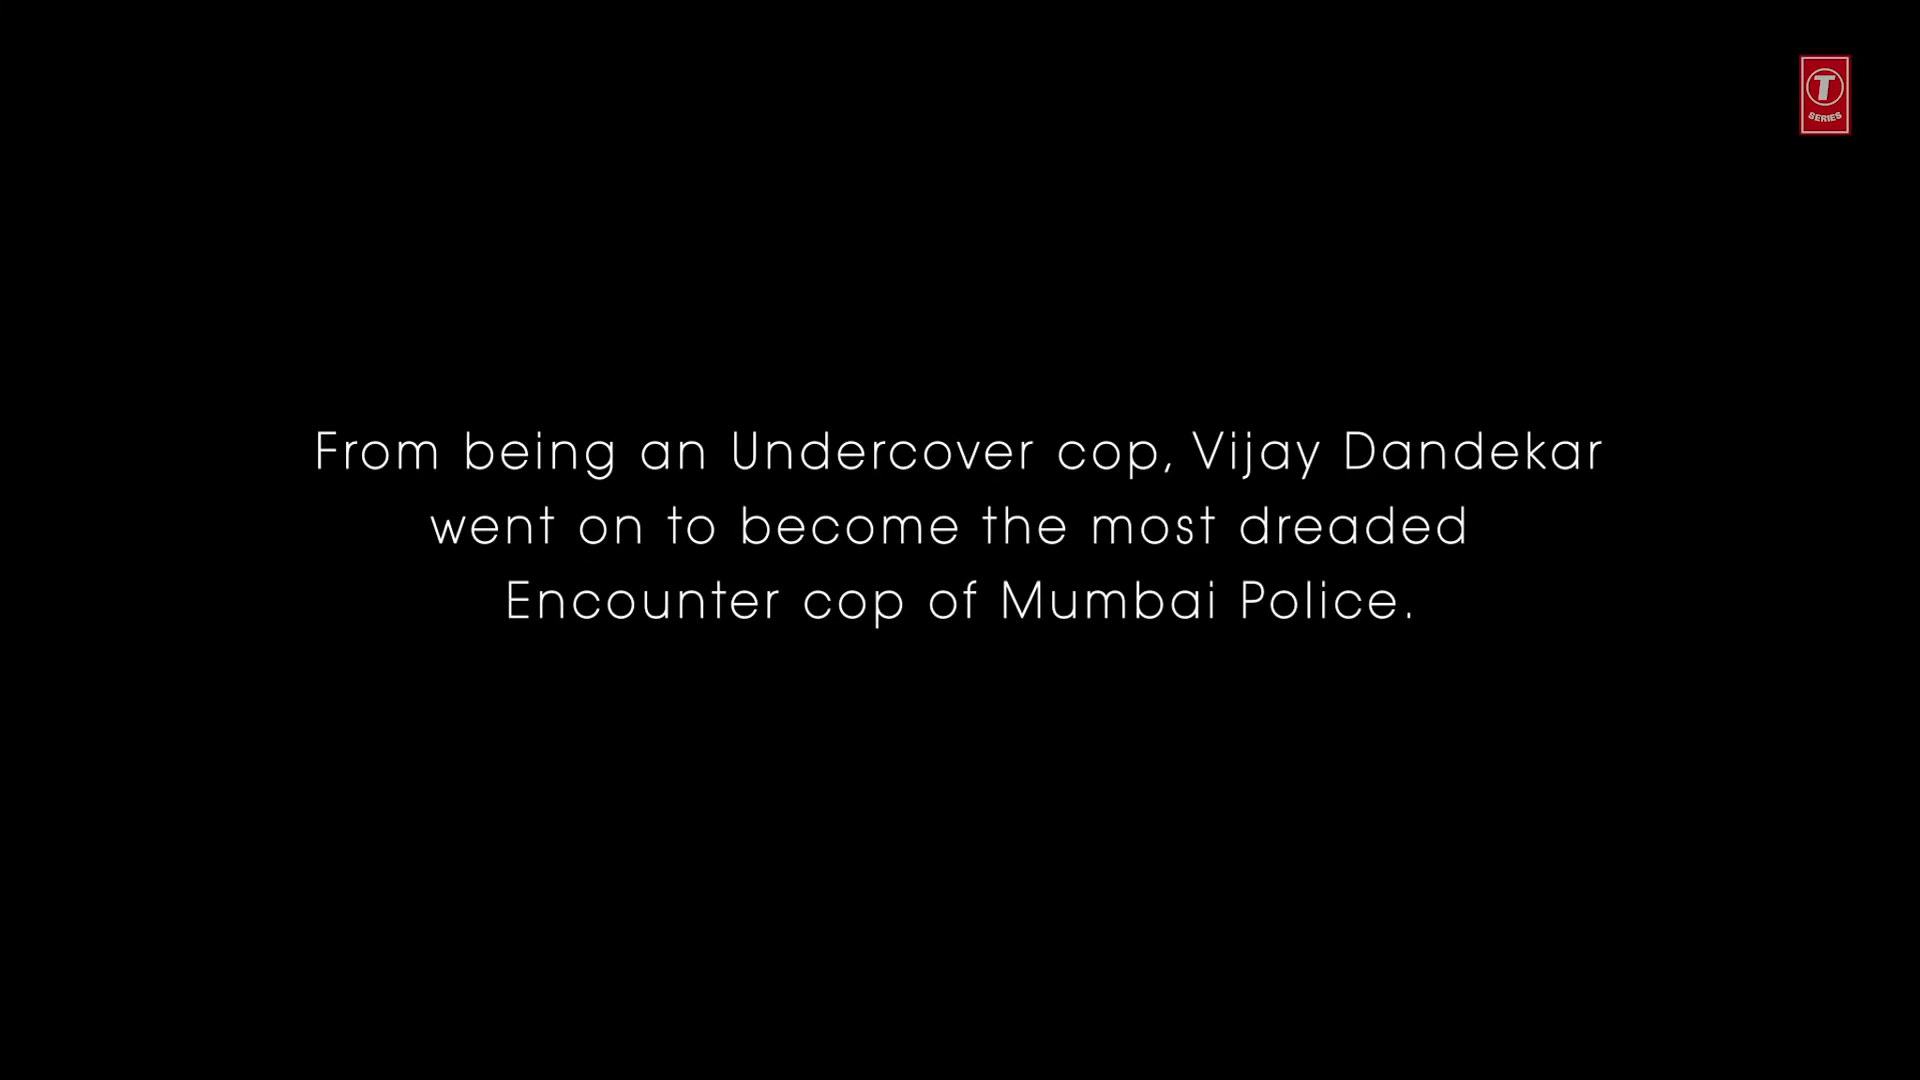 T
SERIES
From being an Undercover cop, Vijay Dandekar
went on to become the most dreaded
Encounter cop of Mumbai Police.